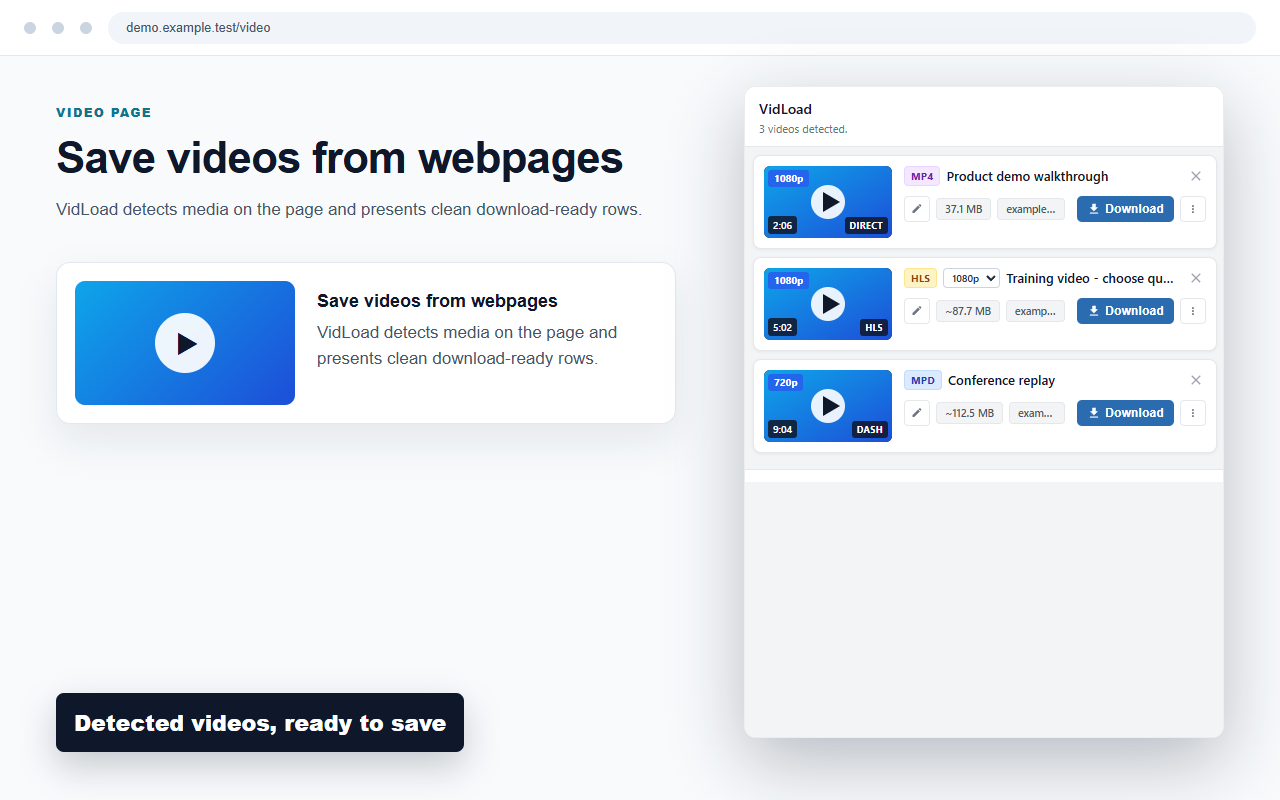 demo.example.test/video
VIDEO PAGE
Save videos from webpages
VidLoad detects media on the page and presents clean download-ready rows.
Save videos from webpages
VidLoad detects media on the page and
presents clean download-ready rows.
Detected videos, ready to save
VidLoad
3 videos detected.
1080p
2:06
DIRECT
MP4 Product demo walkthrough
37.1 MB example... Download
1080p
5:02
HLS
HLS 1080p Training video - choose qu...
~87.7 MB examp... Download
720p
9:04
DASH
MPD Conference replay
~112.5 MB exam... Download